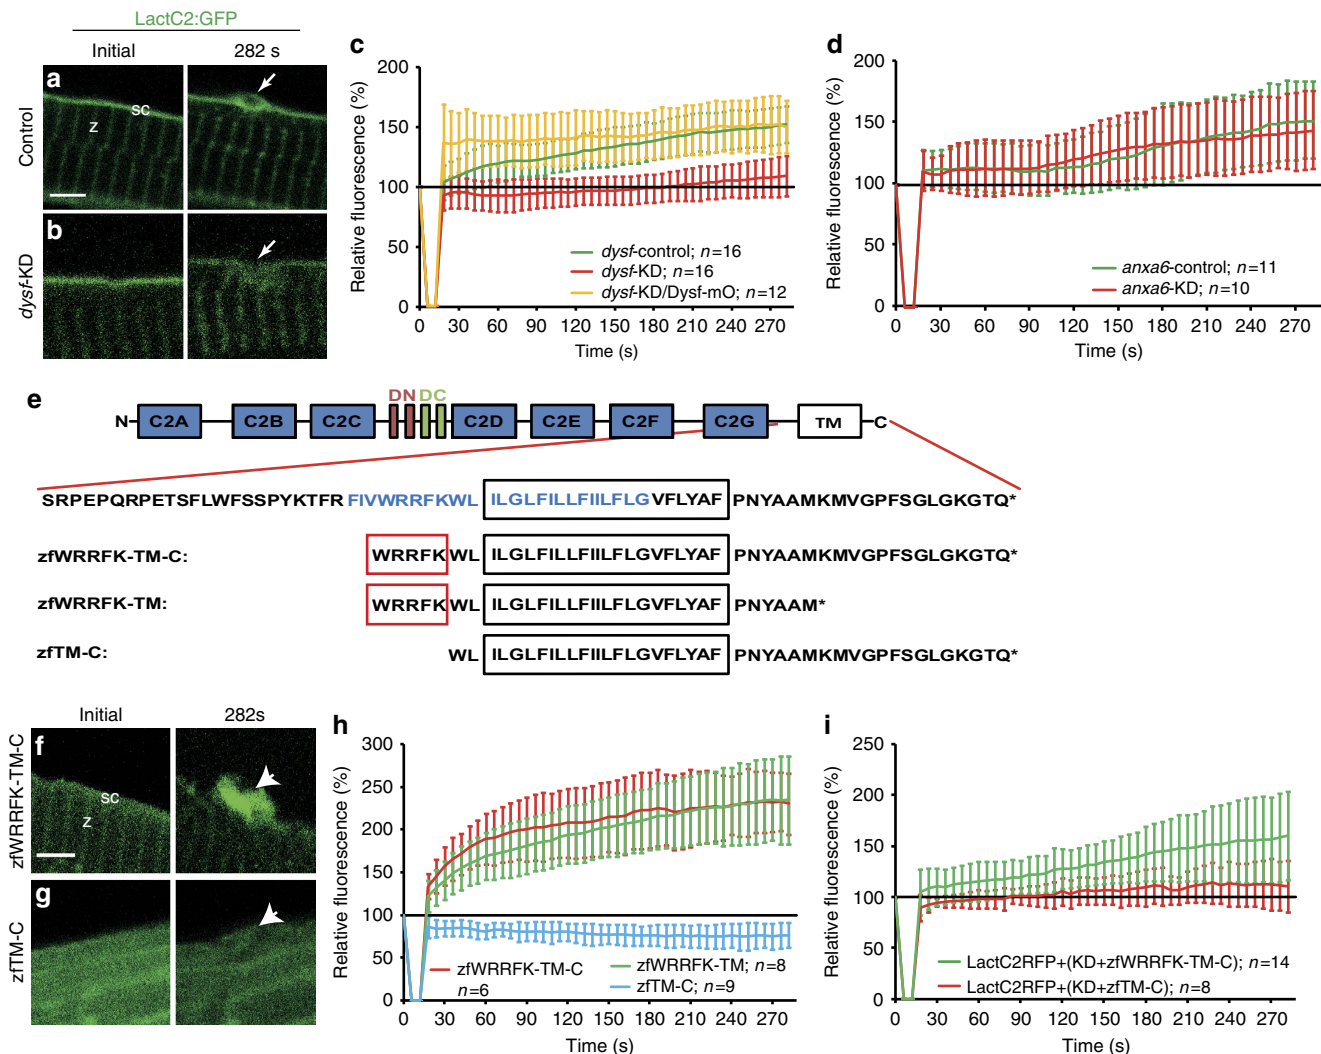 LactC2:GFP
Initial
282 s
Control
a
sc
z
dysf-KD
b
c
Relative fluorescence (%)
200
150
100
50
0
dysf-control; n=16
dysf-KD; n=16
dysf-KD/Dysf-mO; n=12
0 30 60 90 120 150 180 210 240 270
Time (s)
d
Relative fluorescence (%)
200
150
100
50
0
anxa6-control; n=11
anxa6-KD; n=10
0 30 60 90 120 150 180 210 240 270
Time (s)
e
DN DC
N C2A C2B C2C C2D C2E C2F C2G TM C
SRPEPQRPETSFLWFSSPYKTFR FIVWRRFKWL ILGLFILLFIILFLGVFLYAF PNYAAMKMVGPFSGLGKGTQ*
zfWRRFK-TM-C: WRRFK WL ILGLFILLFIILFLGVFLYAF PNYAAMKMVGPFSGLGKGTQ*
zfWRRFK-TM: WRRFK WL ILGLFILLFIILFLGVFLYAF PNYAAM*
zfTM-C: WL ILGLFILLFIILFLGVFLYAF PNYAAMKMVGPFSGLGKGTQ*
Initial
282s
zfWRRFK-TM-C
f
sc
z
zfTM-C
g
h
Relative fluorescence (%)
300
250
200
150
100
50
0
zfWRRFK-TM-C
n=6
zfWRRFK-TM; n=8
zfTM-C; n=9
0 30 60 90 120 150 180 210 240 270
Time (s)
i
Relative fluorescence (%)
250
200
150
100
50
0
LactC2RFP+(KD+zfWRRFK-TM-C); n=14
LactC2RFP+(KD+zfTM-C); n=8
0 30 60 90 120 150 180 210 240 270
Time (s)